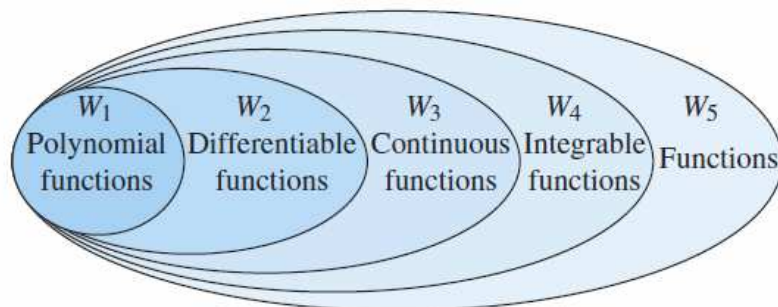 W₁ W₂ W₃ W₄ W₅
Polynomial Differentiable Continuous Integrable Functions
functions functions functions functions